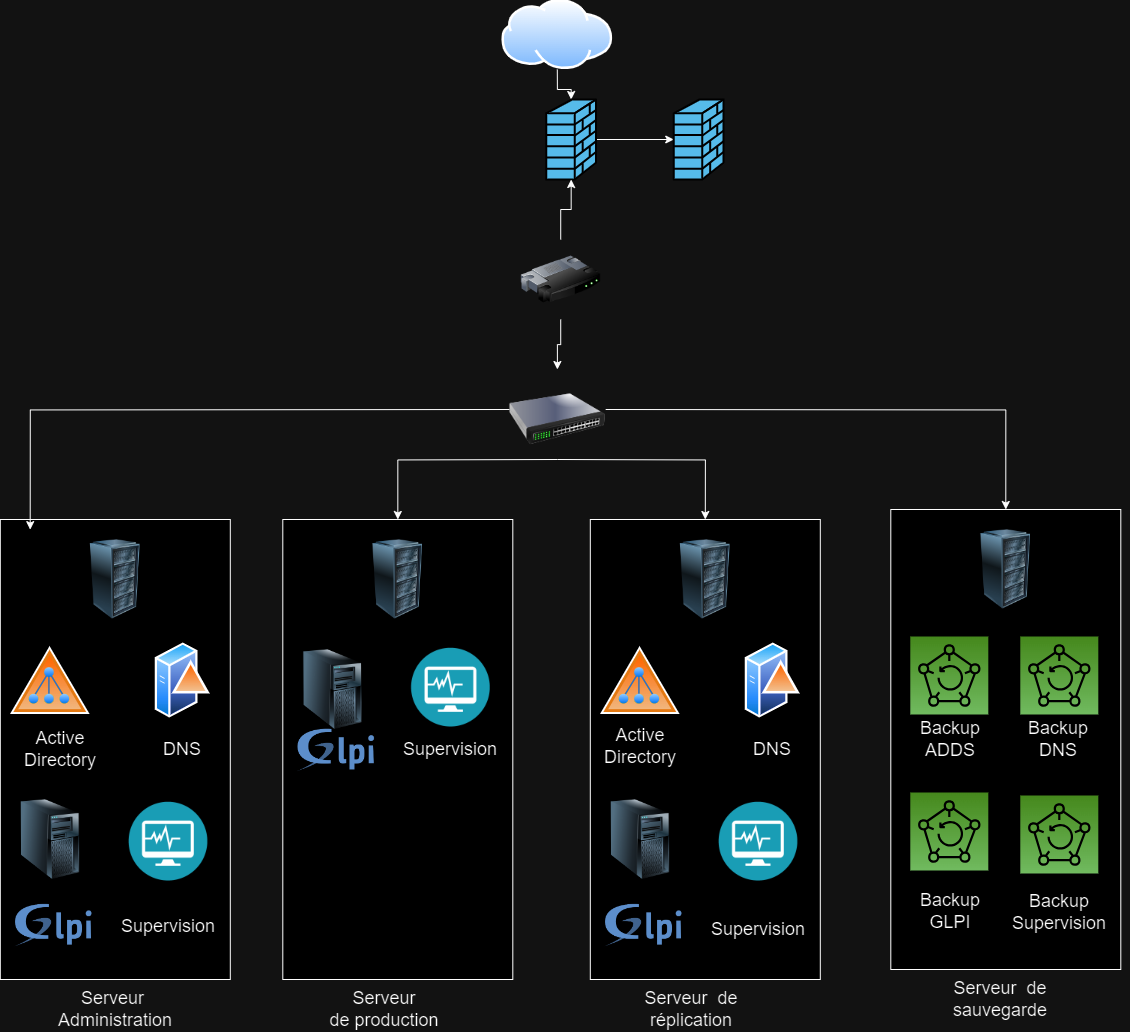 Active
Directory
DNS
Glpi
Supervision
Serveur
Administration
Glpi
Supervision
Serveur
de production
Active
Directory
DNS
Glpi
Supervision
Serveur de
réplication
Backup
ADDS
Backup
DNS
Backup
GLPI
Backup
Supervision
Serveur de
sauvegarde